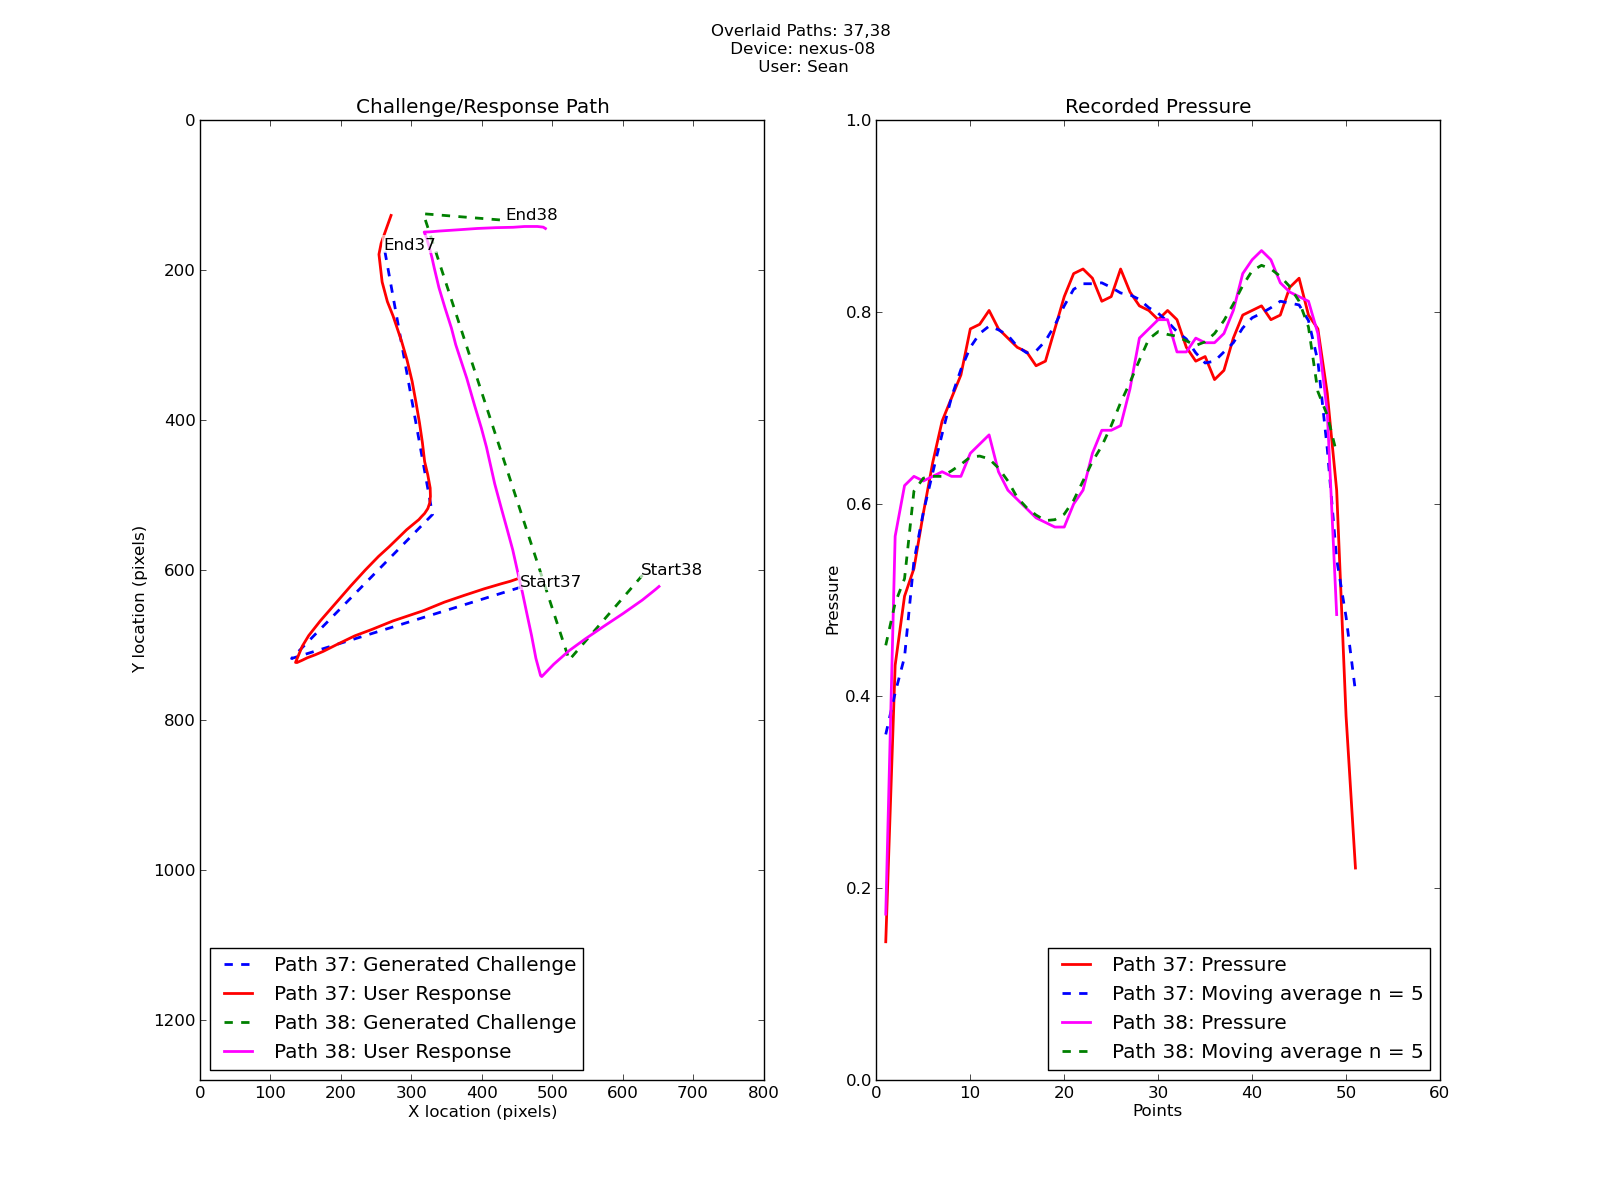 Overlaid Paths: 37,38
Device: nexus-08
User: Sean
Challenge/Response Path
0
200
400
600
800
1000
1200
Y location (pixels)
End38
End37
Start37
Start38
Path 37: Generated Challenge
Path 37: User Response
Path 38: Generated Challenge
Path 38: User Response
0 100 200 300 400 500 600 700 800
X location (pixels)
Recorded Pressure
1.0
0.8
0.6
0.4
0.2
0.0
Pressure
Path 37: Pressure
Path 37: Moving average n = 5
Path 38: Pressure
Path 38: Moving average n = 5
0 10 20 30 40 50 60
Points